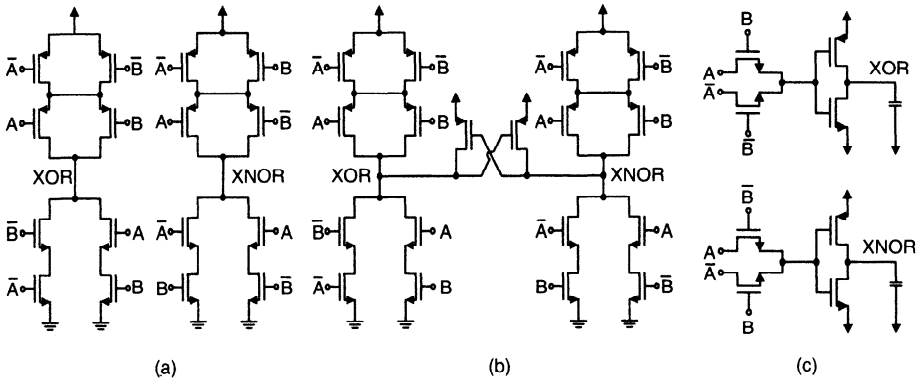 A̅ B̅ A̅ B A̅ B̅ A̅ B
A B A B̅ A B A B̅
XOR XNOR XOR XNOR
B̅ A A̅ A B̅ A A̅ A
A̅ B B B̅ A̅ B B B̅
B
A
A̅
B̅
XOR
B̅
A
A̅
B
XNOR
(a) (b) (c)